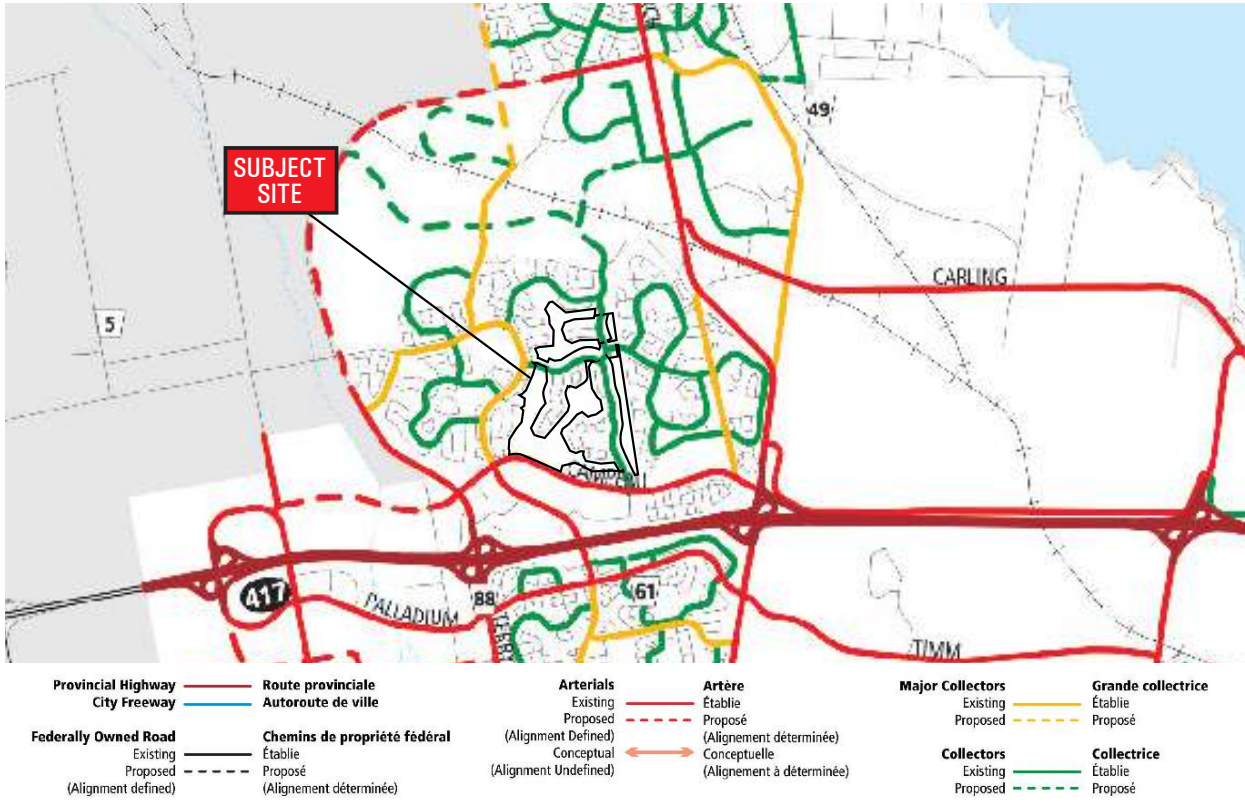 49
SUBJECT
SITE
CARLING
5
417
PALLADIUM
88
61
TIMM
Provincial Highway Route provinciale
City Freeway Autoroute de ville
Federally Owned Road Chemins de propriété fédéral
Existing Établie
Proposed Proposé
(Alignment defined) (Alignement déterminée)
Arterials Artère
Existing Établie
Proposed Proposé
(Alignment Defined) (Alignement déterminée)
Conceptual Conceptuelle
(Alignment Undefined) (Alignement à déterminée)
Major Collectors Grande collectrice
Existing Établie
Proposed Proposé
Collectors Collectrice
Existing Établie
Proposed Proposé